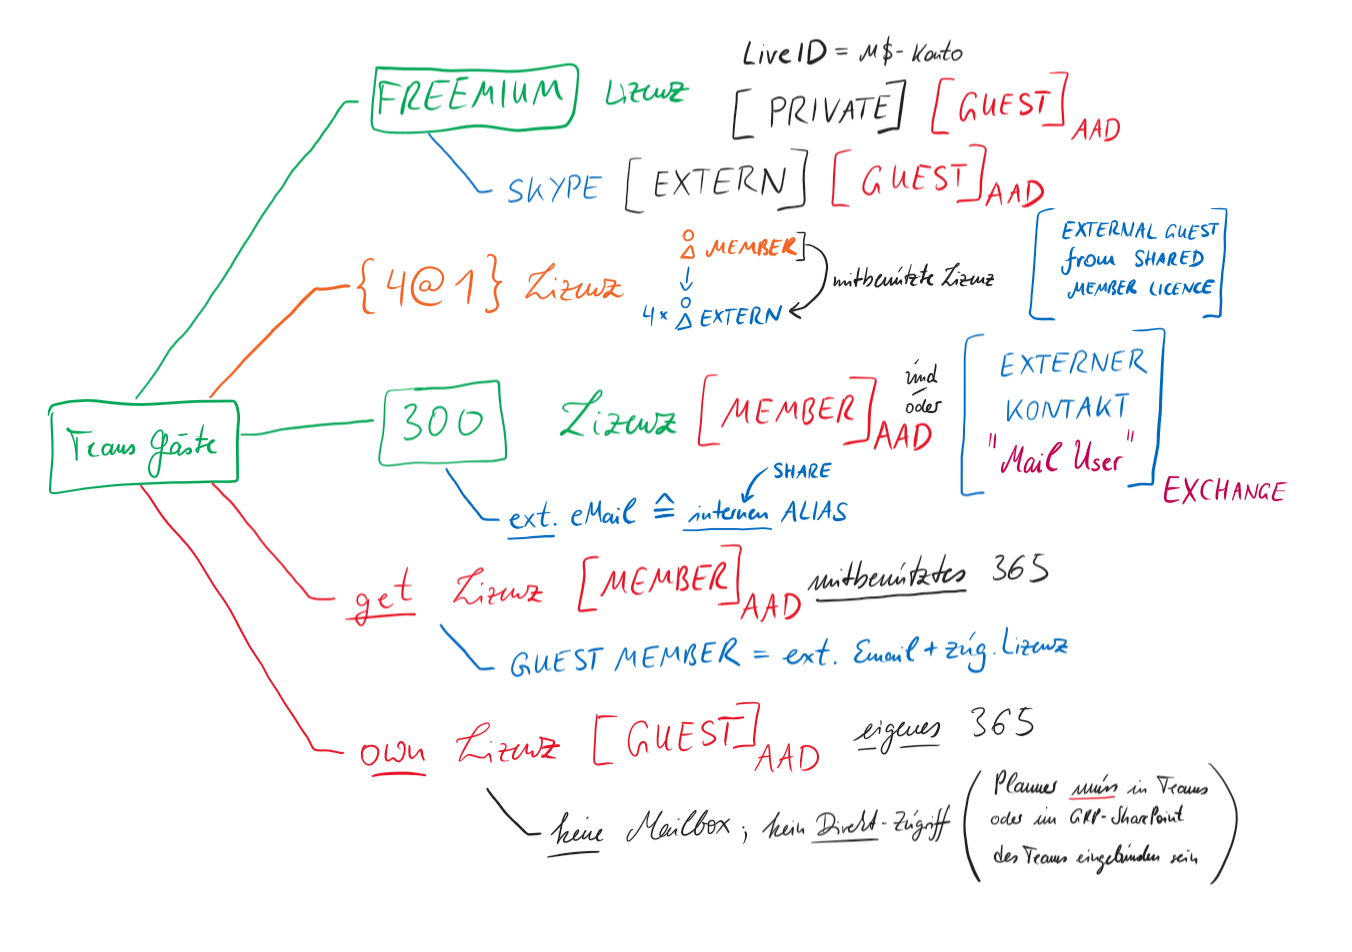 LiveID = M$-Konto
FREEMIUM Lizenz [PRIVATE] [GUEST] AAD
SKYPE [EXTERN] [GUEST] AAD
{4@1} Lizenz
MEMBER]
mitbenützte Lizenz
4x EXTERN
[EXTERNAL GUEST
from SHARED
MEMBER LICENCE]
Teams Gäste
300 Lizenz [MEMBER] AAD
und
oder
[EXTERNER
KONTAKT
"Mail User"] EXCHANGE
SHARE
ext. eMail ≙ internen ALIAS
get Lizenz [MEMBER] AAD mitbenütztes 365
GUEST MEMBER = ext. Email + zug. Lizenz
own Lizenz [GUEST] AAD eigenes 365
keine Mailbox; kein Direkt-Zugriff
(Planner muss in Teams
oder im GRP-SharePoint
des Teams eingebunden sein)